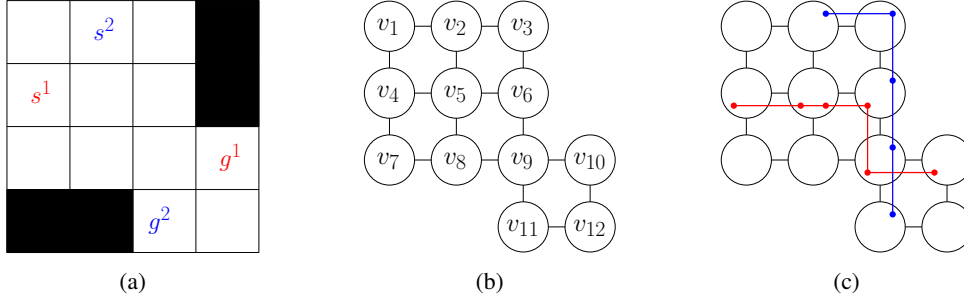 s² 
s¹
g¹
g²
(a)
v₁ v₂ v₃
v₄ v₅ v₆
v₇ v₈ v₉ v₁₀
v₁₁ v₁₂
(b)
(c)